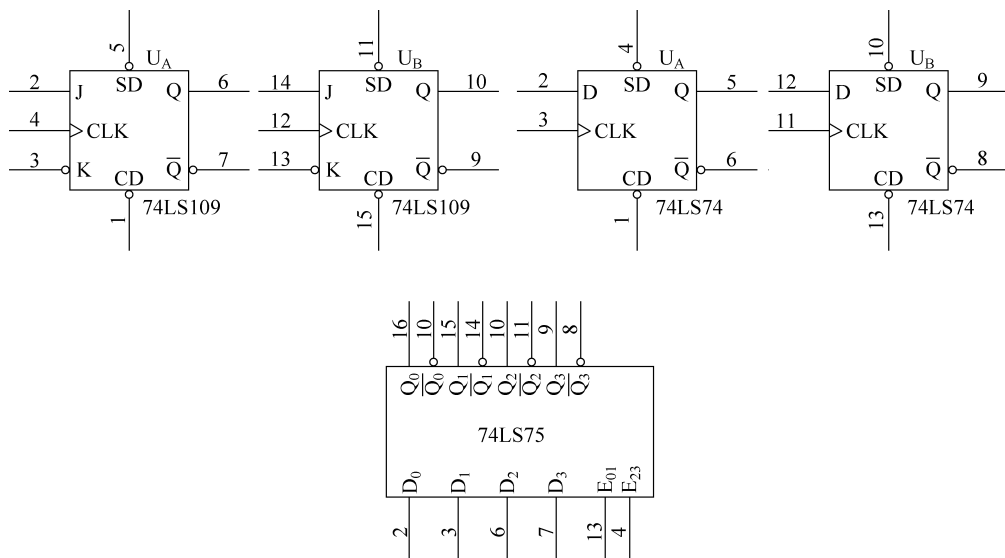 5 11 4 10
U_A U_B U_A U_B
2 J SD Q 6 14 J SD Q 10 2 D SD Q 5 12 D SD Q 9
4 CLK 12 CLK 3 CLK 11 CLK
3 K CD Q̅ 7 13 K CD Q̅ 9 CD Q̅ 6 CD Q̅ 8
74LS109 74LS109 74LS74 74LS74
1 15 1 13
16 10 15 14 10 11 9 8
Q₀ Q̅₀ Q₁ Q̅₁ Q₂ Q̅₂ Q₃ Q̅₃
74LS75
D₀ D₁ D₂ D₃ E₀₁ E₂₃
2 3 6 7 13 4